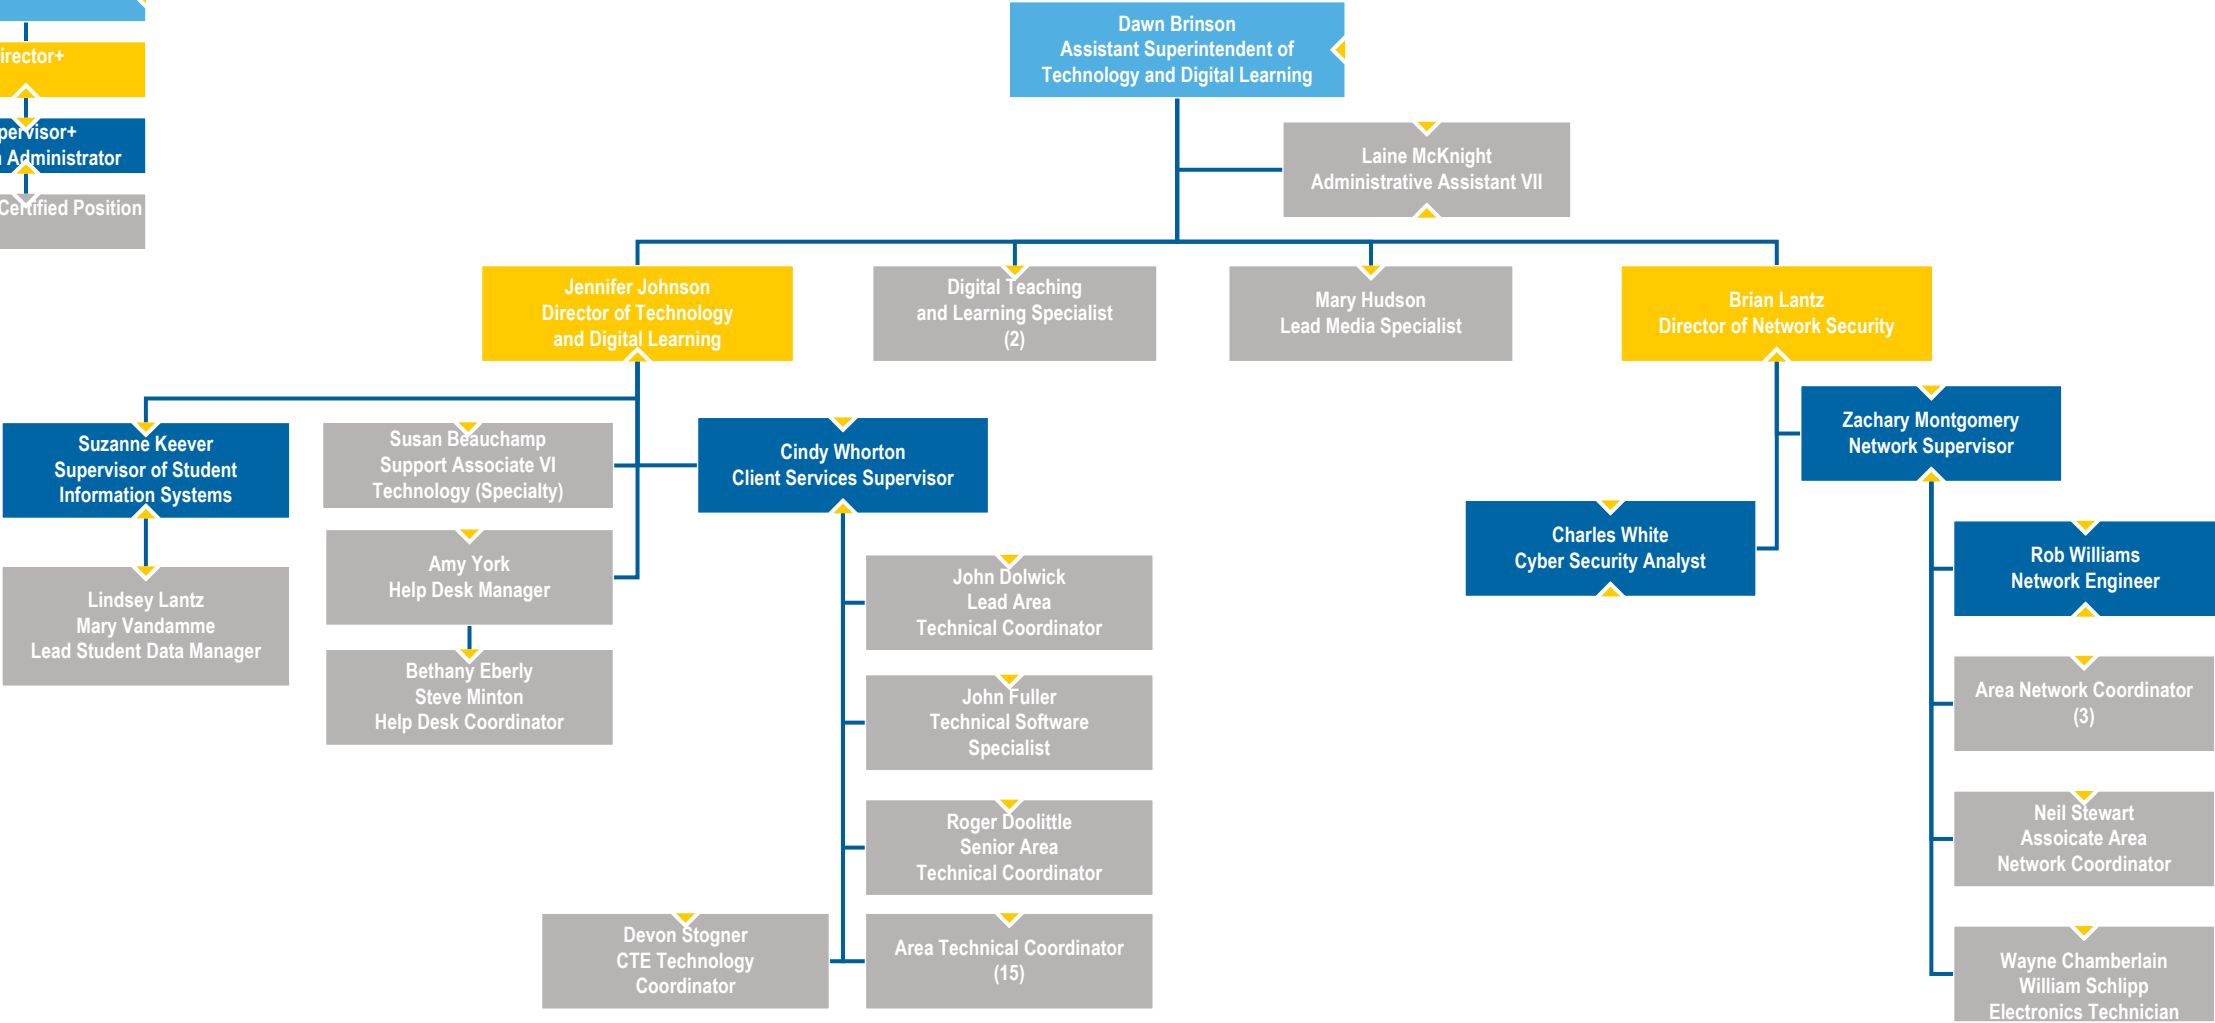 Dawn Brinson
Assistant Superintendent of
Technology and Digital Learning
irector+
pervisor+
Administrator
Certified Position
Laine McKnight
Administrative Assistant VII
Jennifer Johnson
Director of Technology
and Digital Learning
Digital Teaching
and Learning Specialist
(2)
Mary Hudson
Lead Media Specialist
Brian Lantz
Director of Network Security
Suzanne Keever
Supervisor of Student
Information Systems
Susan Beauchamp
Support Associate VI
Technology (Specialty)
Cindy Whorton
Client Services Supervisor
Zachary Montgomery
Network Supervisor
Charles White
Cyber Security Analyst
Rob Williams
Network Engineer
Amy York
Help Desk Manager
Lindsey Lantz
Mary Vandamme
Lead Student Data Manager
Bethany Eberly
Steve Minton
Help Desk Coordinator
John Dolwick
Lead Area
Technical Coordinator
John Fuller
Technical Software
Specialist
Roger Doolittle
Senior Area
Technical Coordinator
Devon Stogner
CTE Technology
Coordinator
Area Technical Coordinator
(15)
Area Network Coordinator
(3)
Neil Stewart
Assoicate Area
Network Coordinator
Wayne Chamberlain
William Schlipp
Electronics Technician